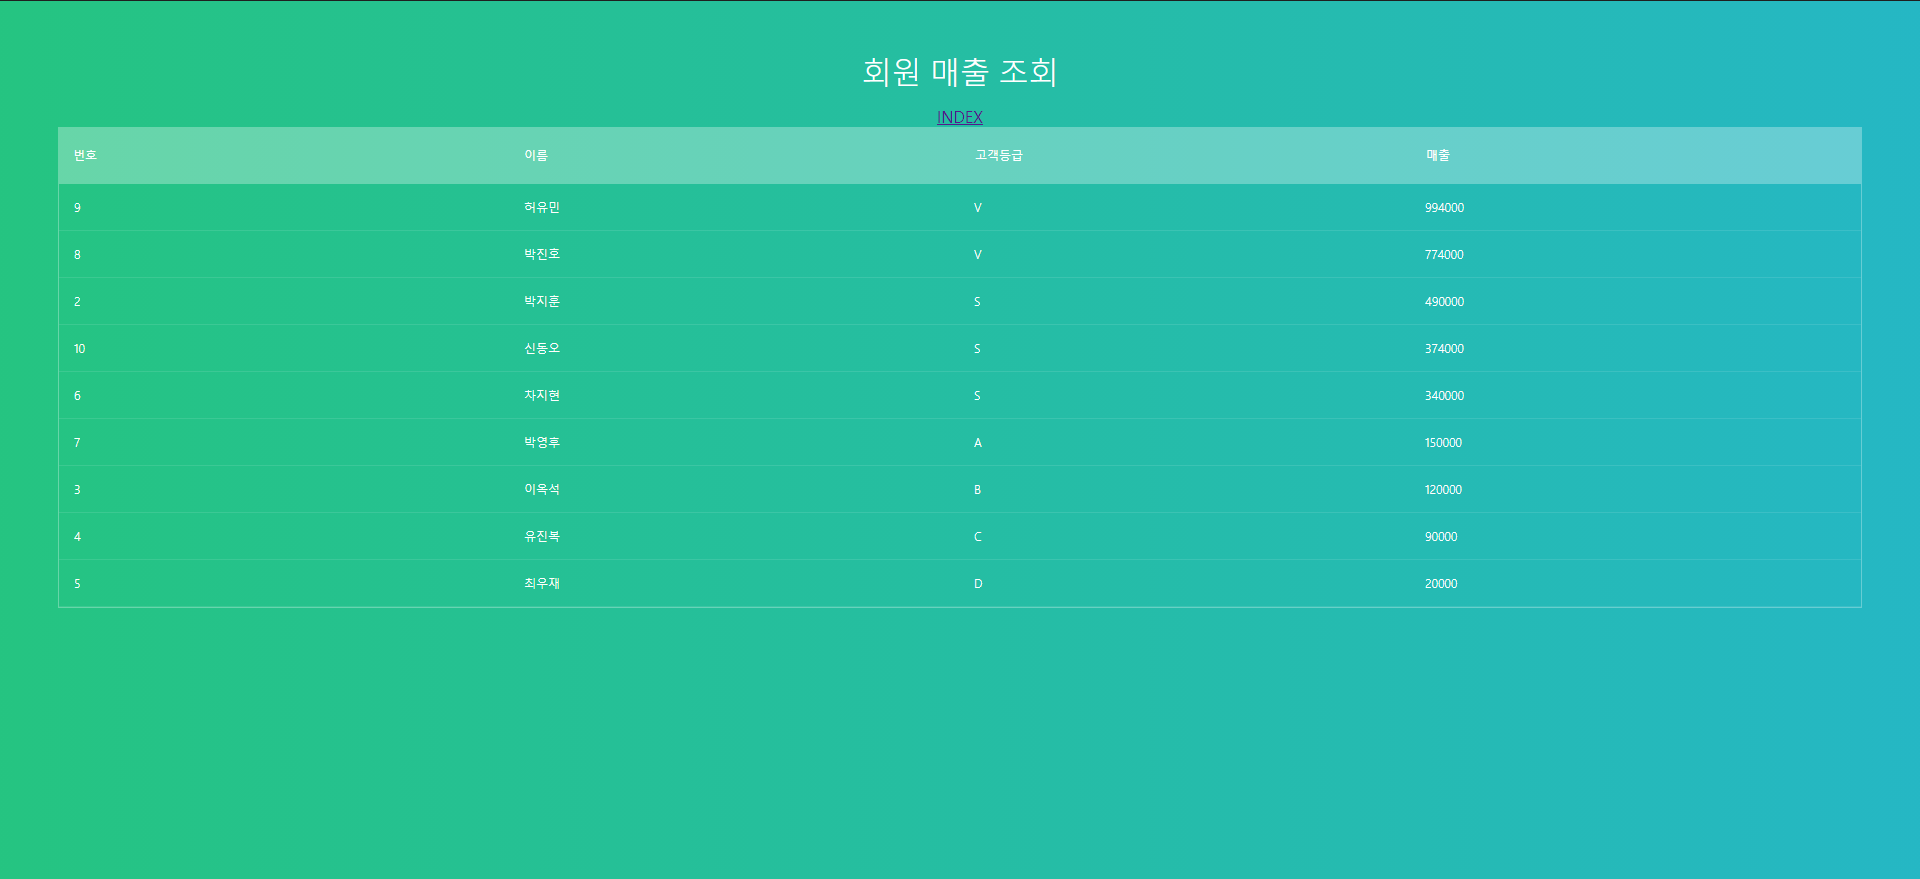 회원 매출 조회
INDEX
번호 이름 고객등급 매출
9 허유민 V 994000
8 박진호 V 774000
2 박지훈 S 490000
10 신동오 S 374000
6 차지현 S 340000
7 박영후 A 150000
3 이옥석 B 120000
4 유진복 C 90000
5 최우재 D 20000